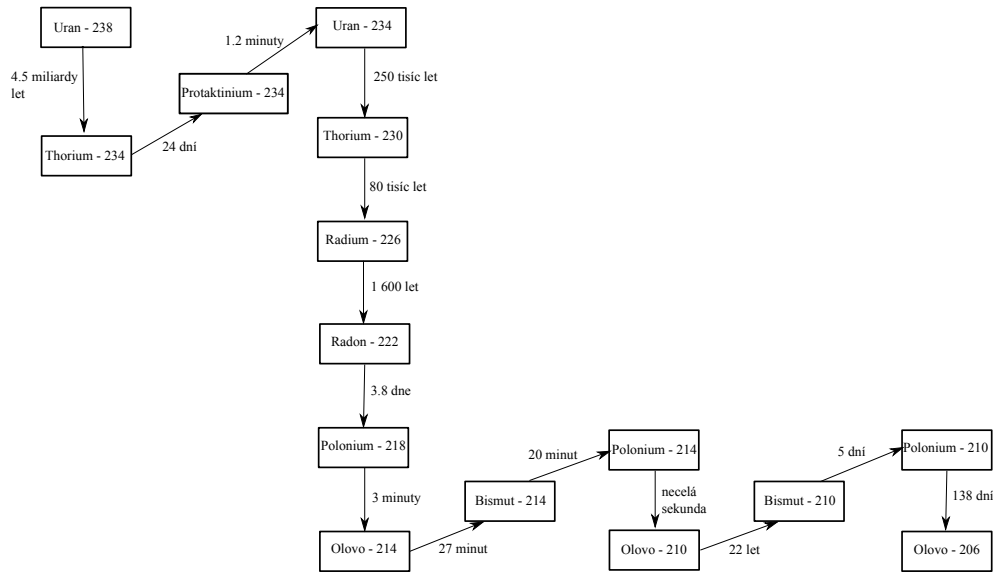 Uran - 238
4.5 miliardy
let
Thorium - 234
24 dní
Protaktinium - 234
1.2 minuty
Uran - 234
250 tisíc let
Thorium - 230
80 tisíc let
Radium - 226
1 600 let
Radon - 222
3.8 dne
Polonium - 218
3 minuty
Olovo - 214
27 minut
Bismut - 214
20 minut
Polonium - 214
necelá
sekunda
Olovo - 210
22 let
Bismut - 210
5 dní
Polonium - 210
138 dní
Olovo - 206